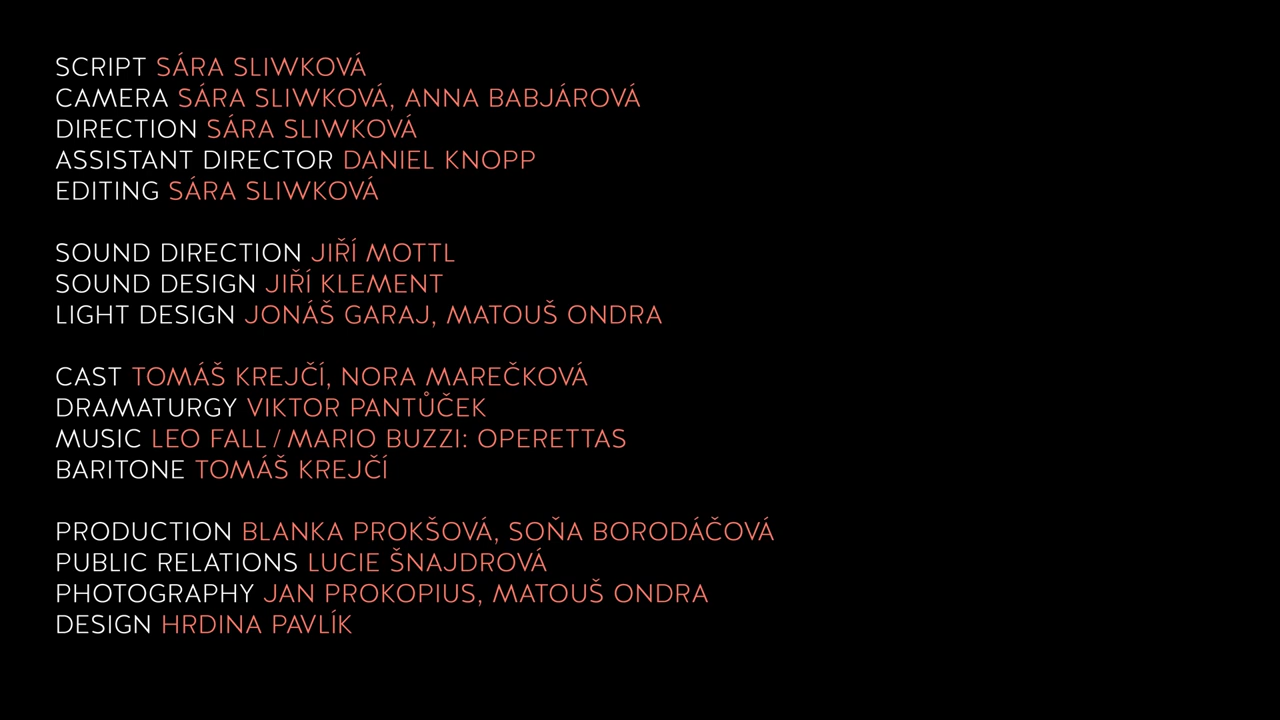 SCRIPT SÁRA SLIWKOVÁ
CAMERA SÁRA SLIWKOVÁ, ANNA BABJÁROVÁ
DIRECTION SÁRA SLIWKOVÁ
ASSISTANT DIRECTOR DANIEL KNOPP
EDITING SÁRA SLIWKOVÁ
SOUND DIRECTION JIŘÍ MOTTL
SOUND DESIGN JIŘÍ KLEMENT
LIGHT DESIGN JONÁŠ GARAJ, MATOUŠ ONDRA
CAST TOMÁŠ KREJČÍ, NORA MAREČKOVÁ
DRAMATURGY VIKTOR PANTŮČEK
MUSIC LEO FALL / MARIO BUZZI: OPERETTAS
BARITONE TOMÁŠ KREJČÍ
PRODUCTION BLANKA PROKŠOVÁ, SOŇA BORODÁČOVÁ
PUBLIC RELATIONS LUCIE ŠNAJDROVÁ
PHOTOGRAPHY JAN PROKOPIUS, MATOUŠ ONDRA
DESIGN HRDINA PAVLÍK